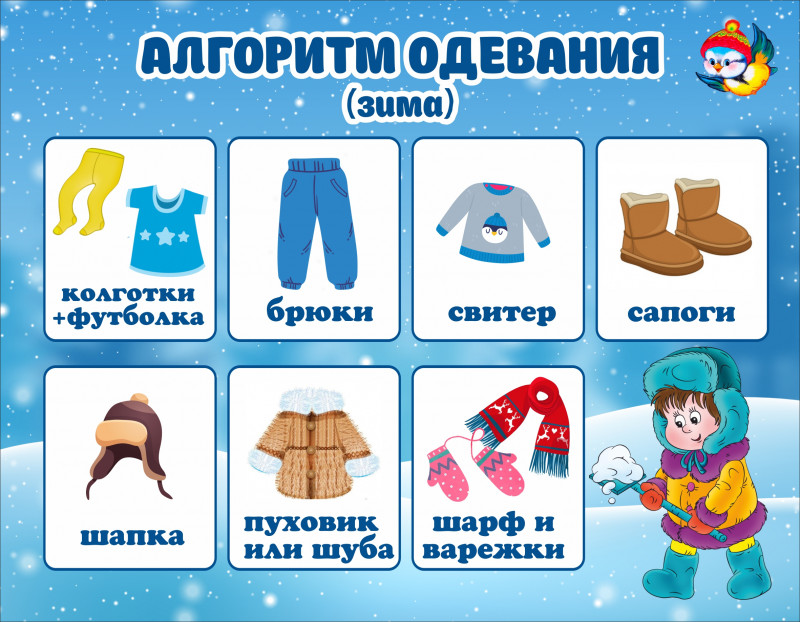 АЛГОРИТМ ОДЕВАНИЯ
(зима)
колготки
+футболка
брюки
свитер
сапоги
шапка
пуховик
или шуба
шарф и
варежки